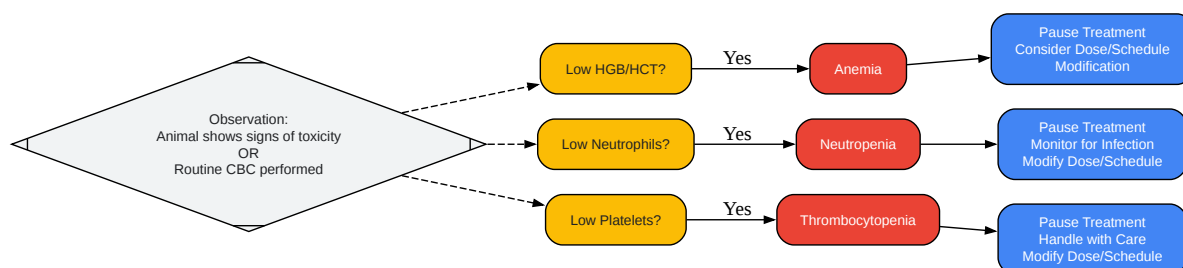 Observation:
Animal shows signs of toxicity
OR
Routine CBC performed
Low HGB/HCT?
Yes
Anemia
Pause Treatment
Consider Dose/Schedule
Modification
Low Neutrophils?
Yes
Neutropenia
Pause Treatment
Monitor for Infection
Modify Dose/Schedule
Low Platelets?
Yes
Thrombocytopenia
Pause Treatment
Handle with Care
Modify Dose/Schedule